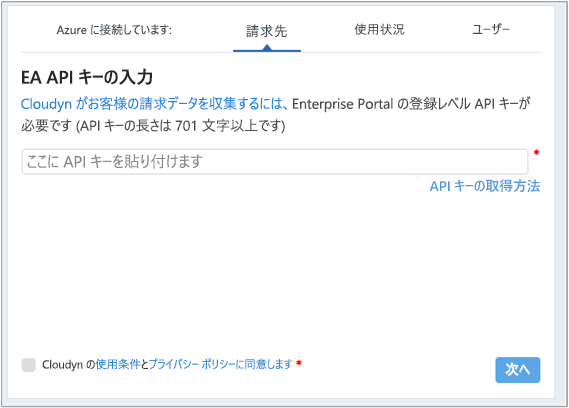 Azure に接続しています: 請求先 使用状況 ユーザー
EA API キーの入力
Cloudyn がお客様の請求データを収集するには、Enterprise Portal の登録レベル API キーが
必要です (API キーの長さは 701 文字以上です)
ここに API キーを貼り付けます *
API キーの取得方法
Cloudyn の使用条件とプライバシー ポリシーに同意します * 次へ